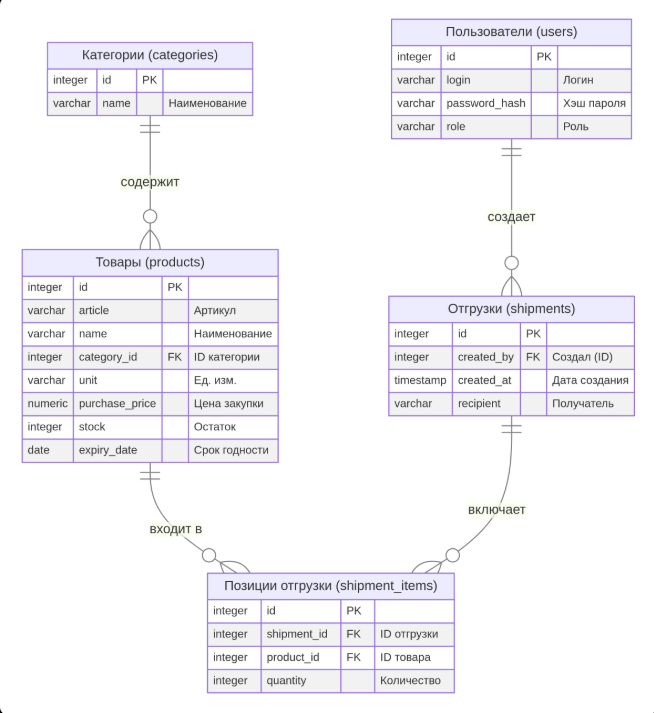 Категории (categories)
integer id PK
varchar name Наименование
Пользователи (users)
integer id PK
varchar login Логин
varchar password_hash Хэш пароля
varchar role Роль
содержит
создает
Товары (products)
integer id PK
varchar article Артикул
varchar name Наименование
integer category_id FK ID категории
varchar unit Ед. изм.
numeric purchase_price Цена закупки
integer stock Остаток
date expiry_date Срок годности
Отгрузки (shipments)
integer id PK
integer created_by FK Создал (ID)
timestamp created_at Дата создания
varchar recipient Получатель
входит в
включает
Позиции отгрузки (shipment_items)
integer id PK
integer shipment_id FK ID отгрузки
integer product_id FK ID товара
integer quantity Количество